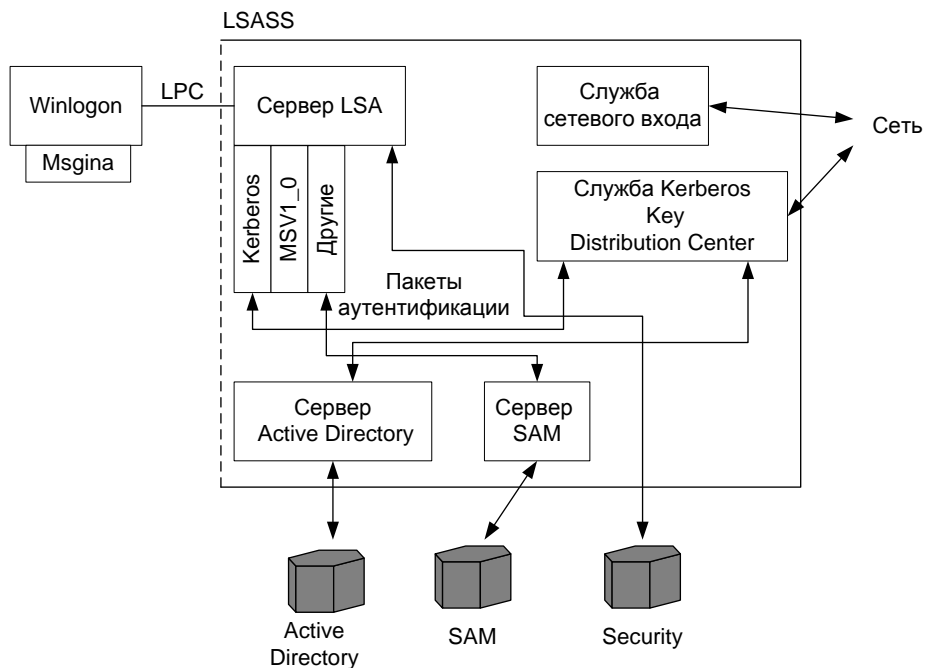 LSASS
Winlogon
Msgina
LPC
Сервер LSA
Kerberos
MSV1_0
Другие
Пакеты
аутентификации
Служба
сетевого входа
Сеть
Служба Kerberos
Key
Distribution Center
Сервер
Active Directory
Сервер
SAM
Active
Directory
SAM
Security